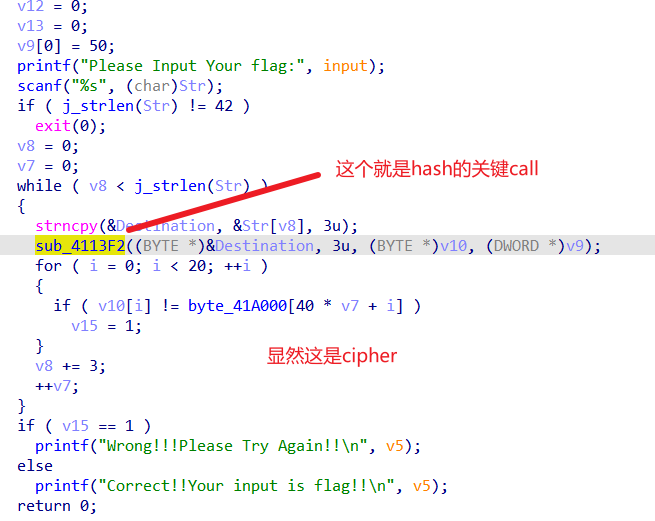 v12 = 0;
v13 = 0;
v9[0] = 50;
printf("Please Input Your flag:", input);
scanf("%s", (char)Str);
if ( j_strlen(Str) != 42 )
exit(0);
v8 = 0;
v7 = 0;
while ( v8 < j_strlen(Str) )
这个就是hash的关键call
{
strncpy(&Destination, &Str[v8], 3u);
sub_4113F2((BYTE *)&Destination, 3u, (BYTE *)v10, (DWORD *)v9);
for ( i = 0; i < 20; ++i )
{
if ( v10[i] != byte_41A000[40 * v7 + i] )
v15 = 1;
}
显然这是cipher
v8 += 3;
++v7;
}
if ( v15 == 1 )
printf("Wrong!!!Please Try Again!!\n", v5);
else
printf("Correct!!Your input is flag!!\n", v5);
return 0;